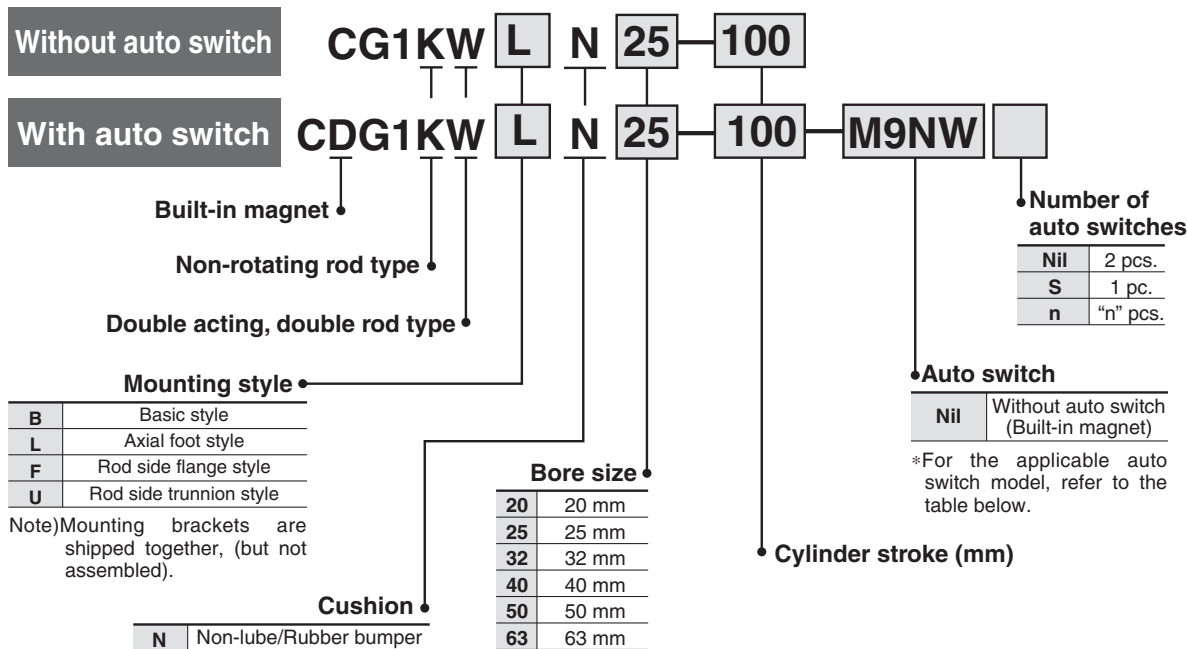 Without auto switch
CG1KW L N 25 100
With auto switch
CDG1KW L N 25 100 M9NW
Built-in magnet
Non-rotating rod type
Double acting, double rod type
Mounting style
B Basic style
L Axial foot style
F Rod side flange style
U Rod side trunnion style
Note)Mounting brackets are
shipped together, (but not
assembled).
Cushion
N Non-lube/Rubber bumper
Bore size
20 20 mm
25 25 mm
32 32 mm
40 40 mm
50 50 mm
63 63 mm
Cylinder stroke (mm)
Number of
auto switches
Nil 2 pcs.
S 1 pc.
n “n” pcs.
Auto switch
Nil Without auto switch
(Built-in magnet)
*For the applicable auto
switch model, refer to the
table below.